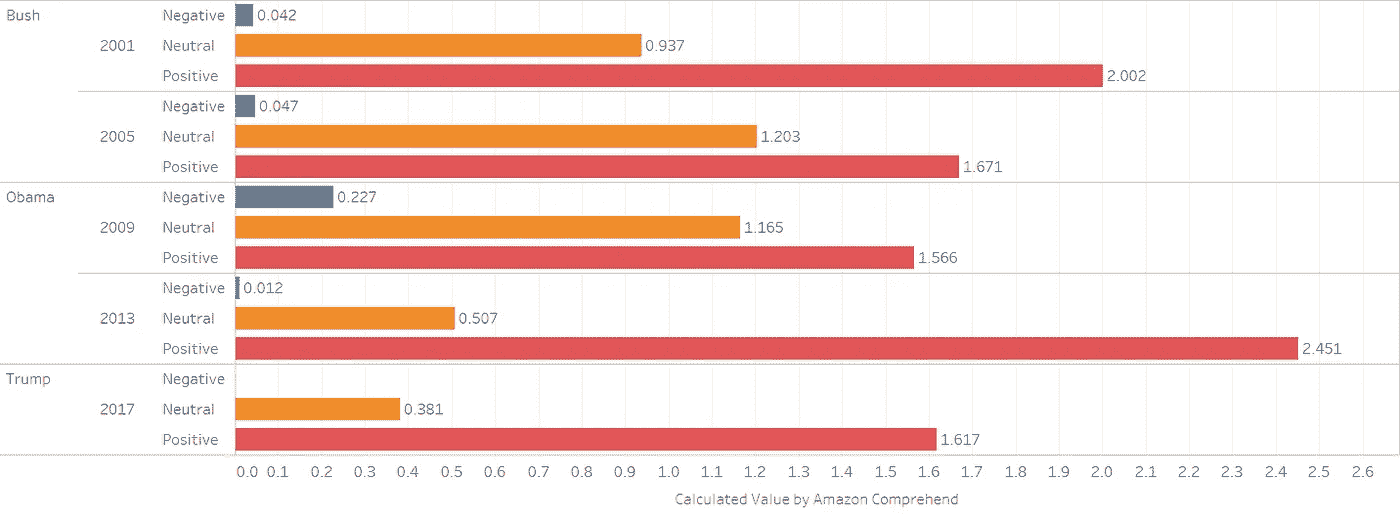 Bush Negative 0.042
2001 Neutral 0.937
Positive 2.002
Negative 0.047
2005 Neutral 1.203
Positive 1.671
Obama Negative 0.227
2009 Neutral 1.165
Positive 1.566
Negative 0.012
2013 Neutral 0.507
Positive 2.451
Trump Negative
2017 Neutral 0.381
Positive 1.617
0.0 0.1 0.2 0.3 0.4 0.5 0.6 0.7 0.8 0.9 1.0 1.1 1.2 1.3 1.4 1.5 1.6 1.7 1.8 1.9 2.0 2.1 2.2 2.3 2.4 2.5 2.6
Calculated Value by Amazon Comprehend